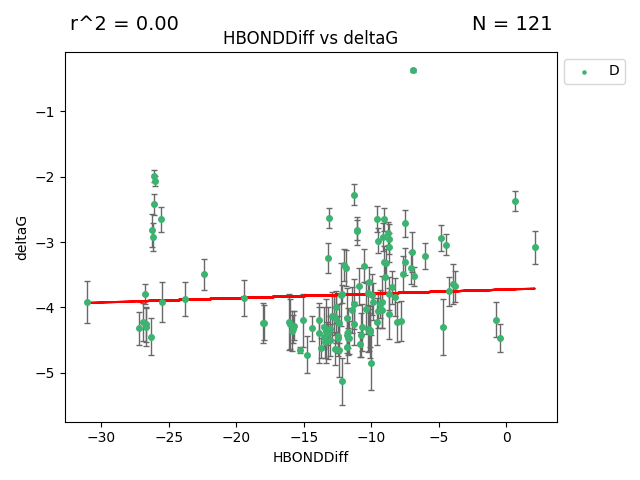 r^2 = 0.00
N = 121
HBONDDiff vs deltaG
D
−1
−2
−3
−4
−5
deltaG
−30
−25
−20
−15
−10
−5
0
HBONDDiff